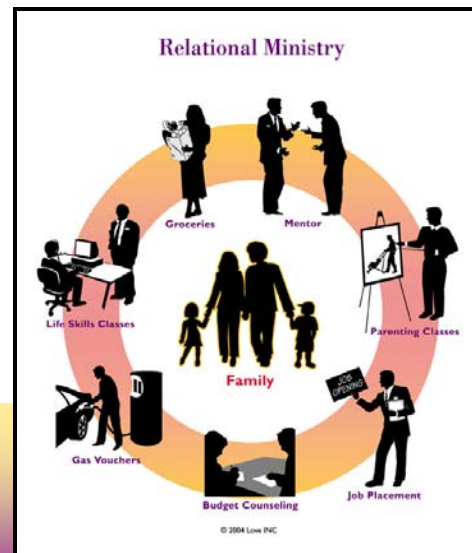 Relational Ministry
Groceries
Mentor
Life Skills Classes
Parenting Classes
Family
JOB
OPENING
Gas Vouchers
Job Placement
Budget Counseling
© 2004 Love INC